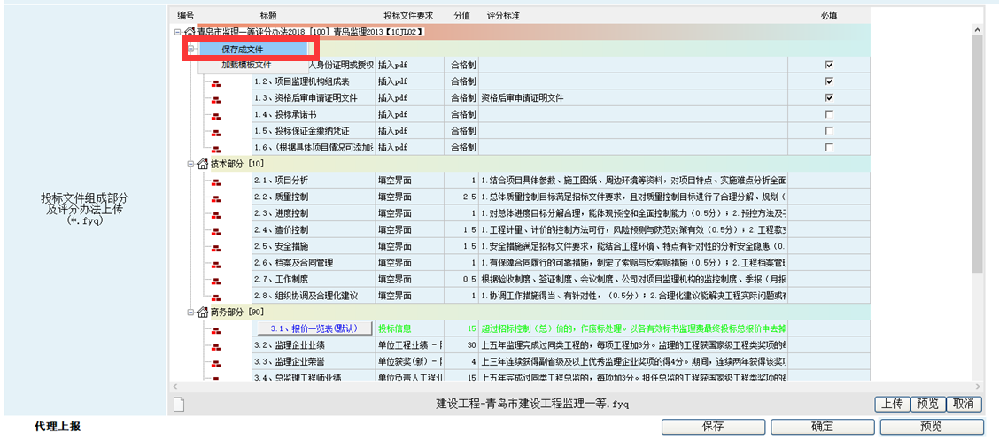 编号 标题 投标文件要求 分值 评分标准 必填
青岛市监理一等评分办法2018 [100] 青岛监理2013【10JL02】
保存成文件
加载模板文件 人身份证明或授权 插入pdf 合格制
1.2、项目监理机构组成表 插入pdf 合格制
1.3、资格后审申请证明文件 插入pdf 合格制 资格后审申请证明文件
1.4、投标承诺书 插入pdf 合格制
1.5、投标保证金缴纳凭证 插入pdf 合格制
1.6、(根据具体项目情况可添加 插入pdf 合格制
技术部分 [10]
2.1、项目分析 填空界面 1 1.结合项目具体参数、施工图纸、周边环境等资料，对项目特点、实施难点分析全面
2.2、质量控制 填空界面 2.5 1.总体质量控制目标满足招标文件要求，且对质量控制目标进行了合理分解、规划（
2.3、进度控制 填空界面 1 1.对总体进度目标分解合理，能体现预控和全面控制能力（0.5分）；2.预控方法及
2.4、造价控制 填空界面 1.5 1.工程计量、计价的控制方法可行，风险预测与防范对策有效（0.5分）；2.工程款
2.5、安全措施 填空界面 1.5 1.安全措施满足招标文件要求，能结合工程环境、特点有针对性的分析安全隐患（0.
2.6、档案及合同管理 填空界面 1 1.有保障合同履行的可靠措施，制定了索赔与反索赔措施（0.5分）；2.工程档案管
2.7、工作制度 填空界面 0.5 根据验收制度、签证制度、会议制度、公司对项目监理机构的监控制度、季报（月报
2.8、组织协调及合理化建议 填空界面 1 1.协调工作措施得当、有针对性，（0.5分）；2.合理化建议能解决工程实际问题或
商务部分 [90]
3.1、报价一览表(默认) 投标信息 15 超过招标控制（总）价的，作废标处理。以各有效标书监理费最终投标总报价中去掉
3.2、监理企业业绩 单位工程业绩 - 30 上五年监理完成过同类工程的，每项工程加3分。监理的工程获国家级工程类奖项的每
3.3、监理企业荣誉 单位获奖(新) - 4 上三年连续获得副省级及以上优秀监理企业奖项的得4分。期间，连续两年获得该奖
3.4、总监理工程师业绩 单位负责人工程业 15 上五年完成过同类工程总监的，每项加3分。担任总监的工程获国家级工程类奖项的每
投标文件组成部分
及评分办法上传
(*.fyq)
建设工程-青岛市建设工程监理一等.fyq 上传 预览 取消
代理上报 保存 确定 预览